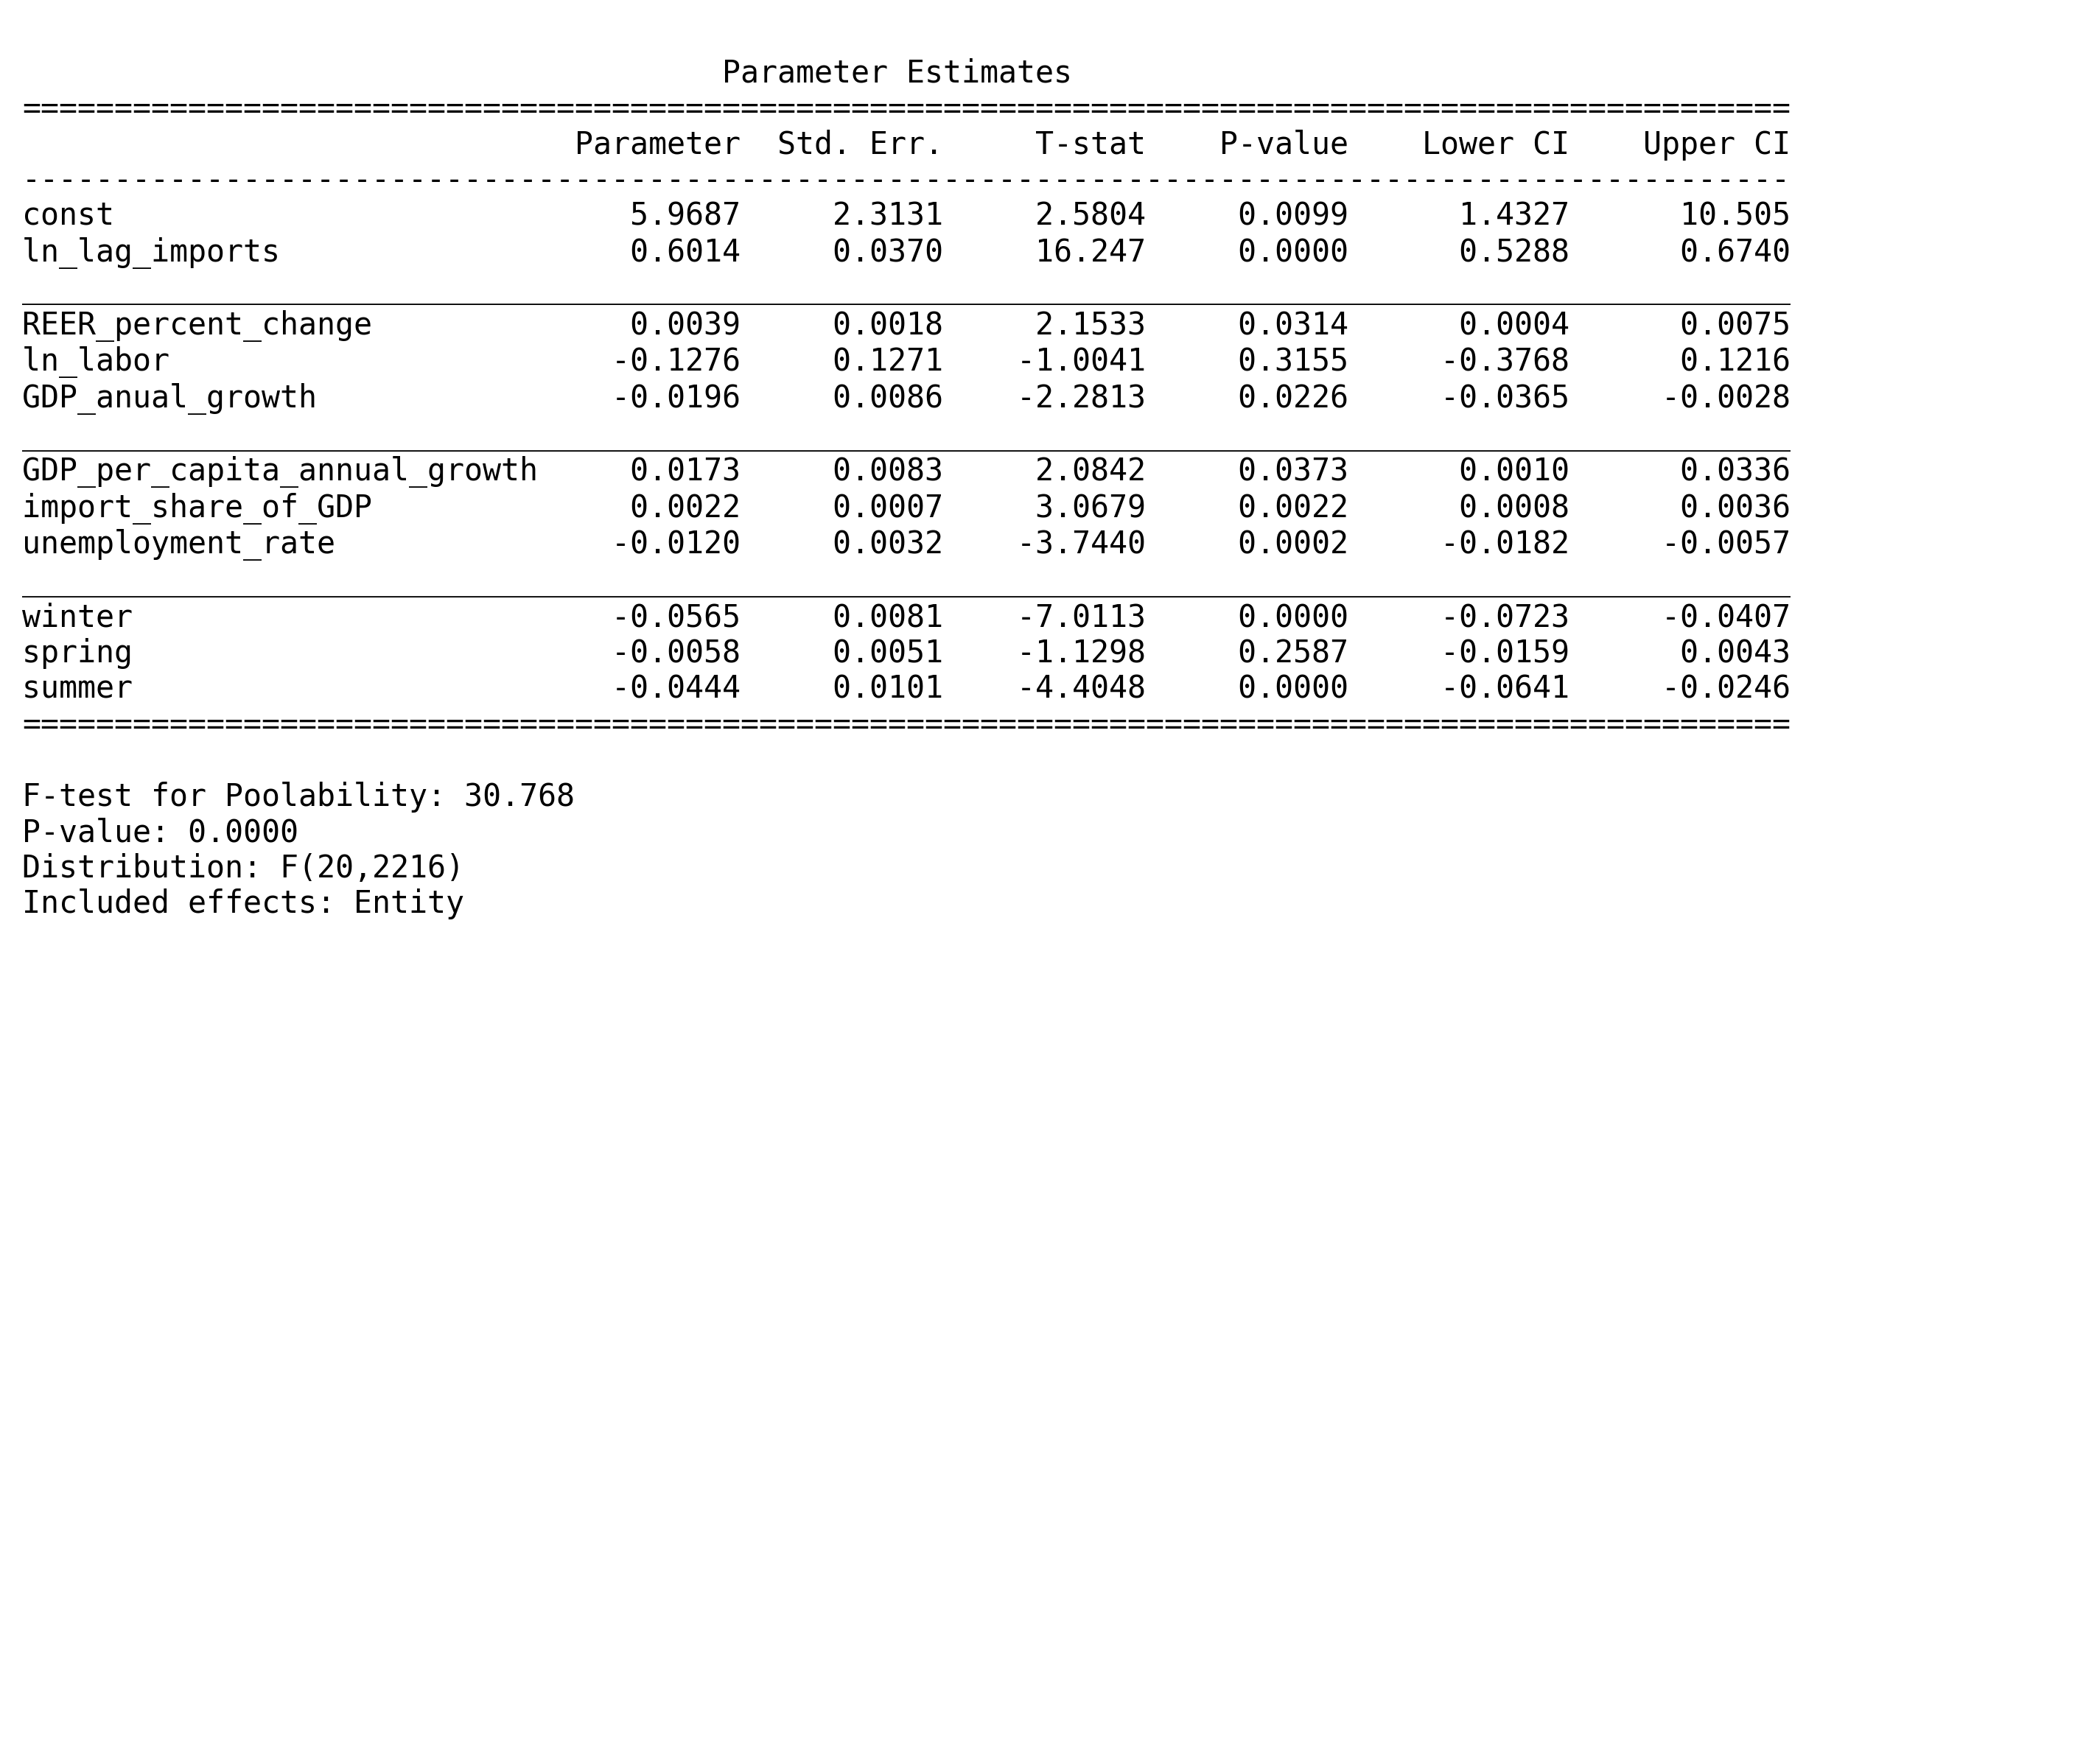 Parameter Estimates
================================================================================================
Parameter  Std. Err.     T-stat    P-value    Lower CI    Upper CI
------------------------------------------------------------------------------------------------
const                            5.9687     2.3131     2.5804     0.0099      1.4327      10.505
ln_lag_imports                   0.6014     0.0370     16.247     0.0000      0.5288      0.6740
REER_percent_change              0.0039     0.0018     2.1533     0.0314      0.0004      0.0075
ln_labor                        -0.1276     0.1271    -1.0041     0.3155     -0.3768      0.1216
GDP_anual_growth                -0.0196     0.0086    -2.2813     0.0226     -0.0365     -0.0028
GDP_per_capita_annual_growth     0.0173     0.0083     2.0842     0.0373      0.0010      0.0336
import_share_of_GDP              0.0022     0.0007     3.0679     0.0022      0.0008      0.0036
unemployment_rate               -0.0120     0.0032    -3.7440     0.0002     -0.0182     -0.0057
winter                          -0.0565     0.0081    -7.0113     0.0000     -0.0723     -0.0407
spring                          -0.0058     0.0051    -1.1298     0.2587     -0.0159      0.0043
summer                          -0.0444     0.0101    -4.4048     0.0000     -0.0641     -0.0246
================================================================================================
F-test for Poolability: 30.768
P-value: 0.0000
Distribution: F(20,2216)
Included effects: Entity